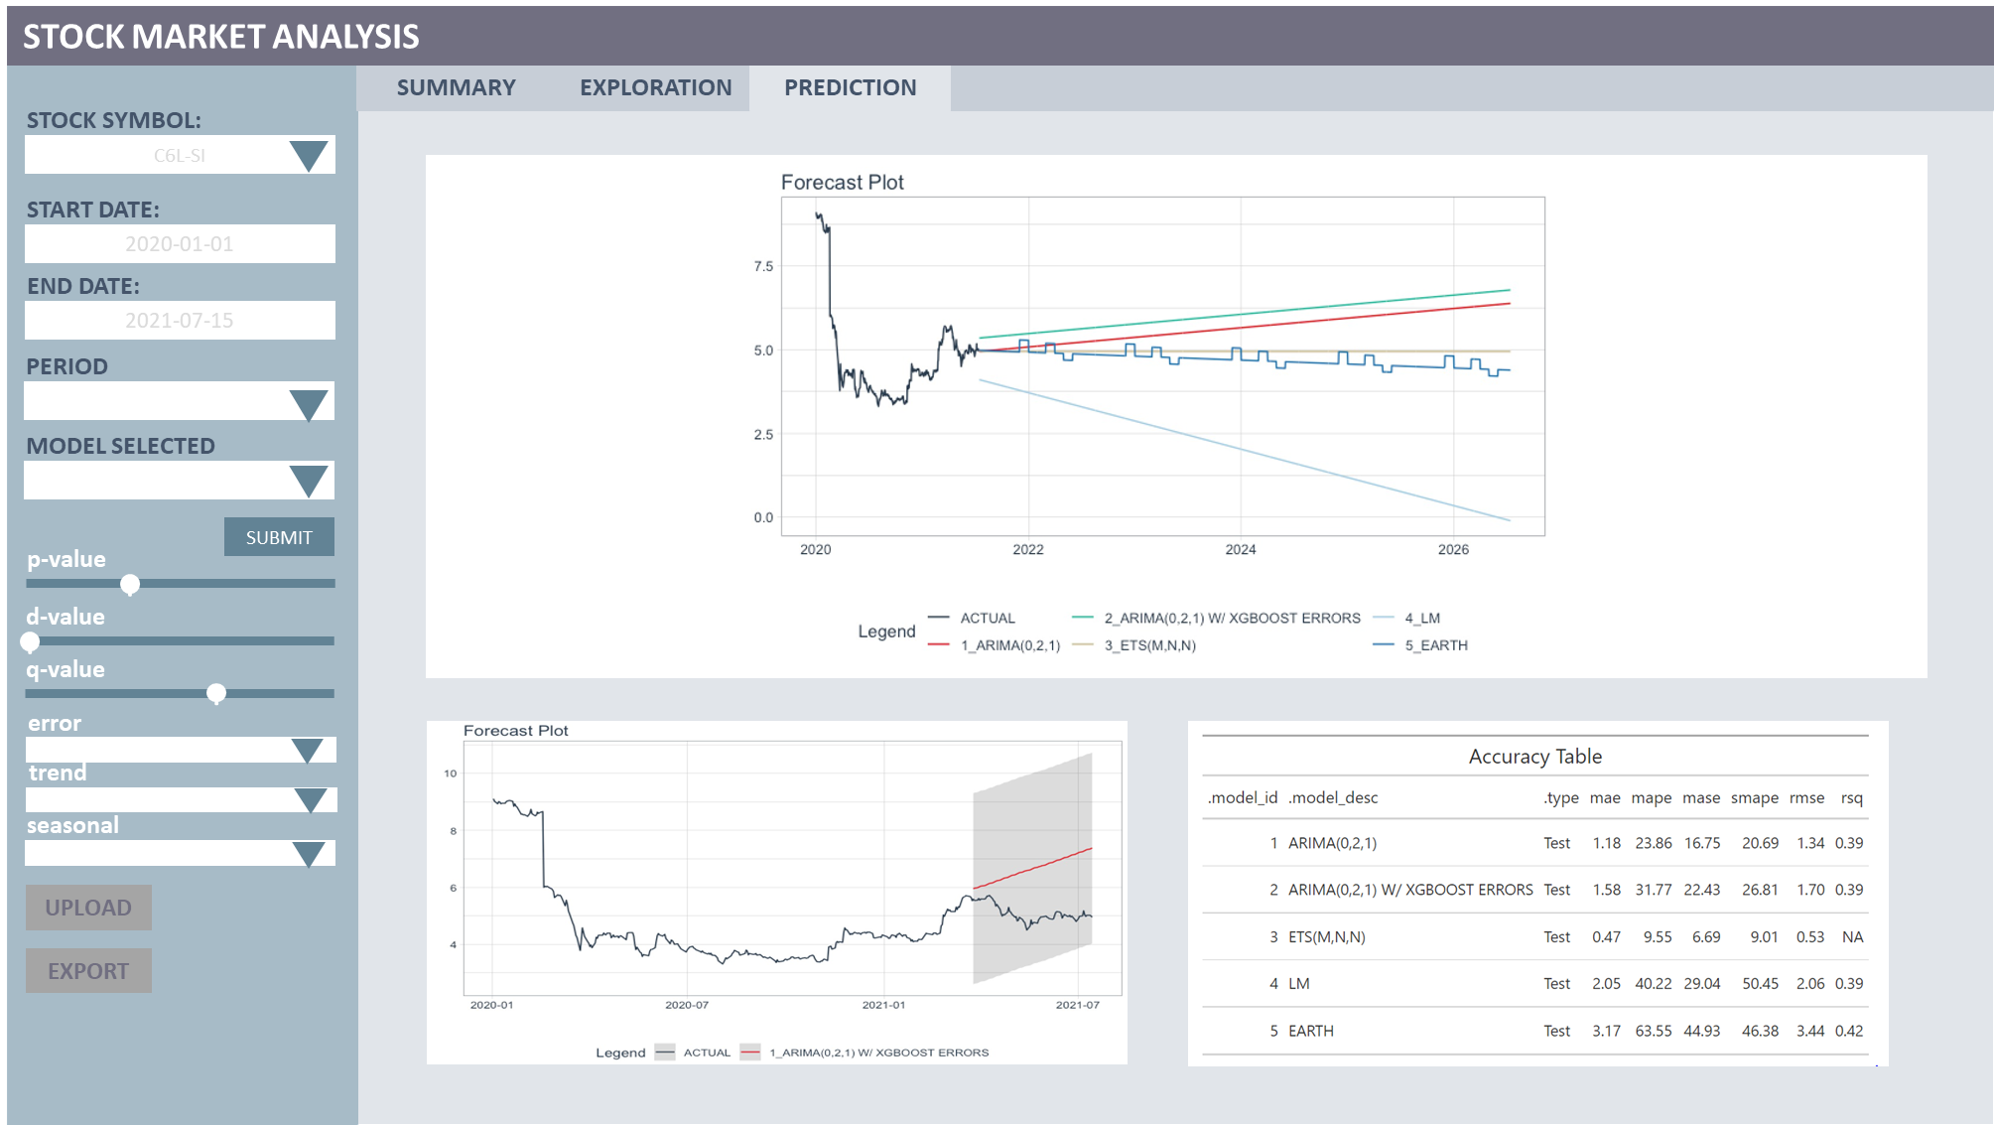 STOCK MARKET ANALYSIS
SUMMARY
EXPLORATION
PREDICTION
STOCK SYMBOL:
C6L-SI
START DATE:
2020-01-01
END DATE:
2021-07-15
PERIOD
MODEL SELECTED
SUBMIT
p-value
d-value
q-value
error
trend
seasonal
UPLOAD
EXPORT
Forecast Plot
7.5
5.0
2.5
0.0
2020 2022 2024 2026
Legend
ACTUAL 2_ARIMA(0,2,1) W/ XGBOOST ERRORS 4_LM
1_ARIMA(0,2,1) 3_ETS(M,N,N) 5_EARTH
Forecast Plot
10
8
6
4
2020-01 2020-07 2021-01 2021-07
Legend ACTUAL 1_ARIMA(0,2,1) W/ XGBOOST ERRORS
Accuracy Table
.model_id .model_desc .type mae mape mase smape rmse rsq
1 ARIMA(0,2,1) Test 1.18 23.86 16.75 20.69 1.34 0.39
2 ARIMA(0,2,1) W/ XGBOOST ERRORS Test 1.58 31.77 22.43 26.81 1.70 0.39
3 ETS(M,N,N) Test 0.47 9.55 6.69 9.01 0.53 NA
4 LM Test 2.05 40.22 29.04 50.45 2.06 0.39
5 EARTH Test 3.17 63.55 44.93 46.38 3.44 0.42